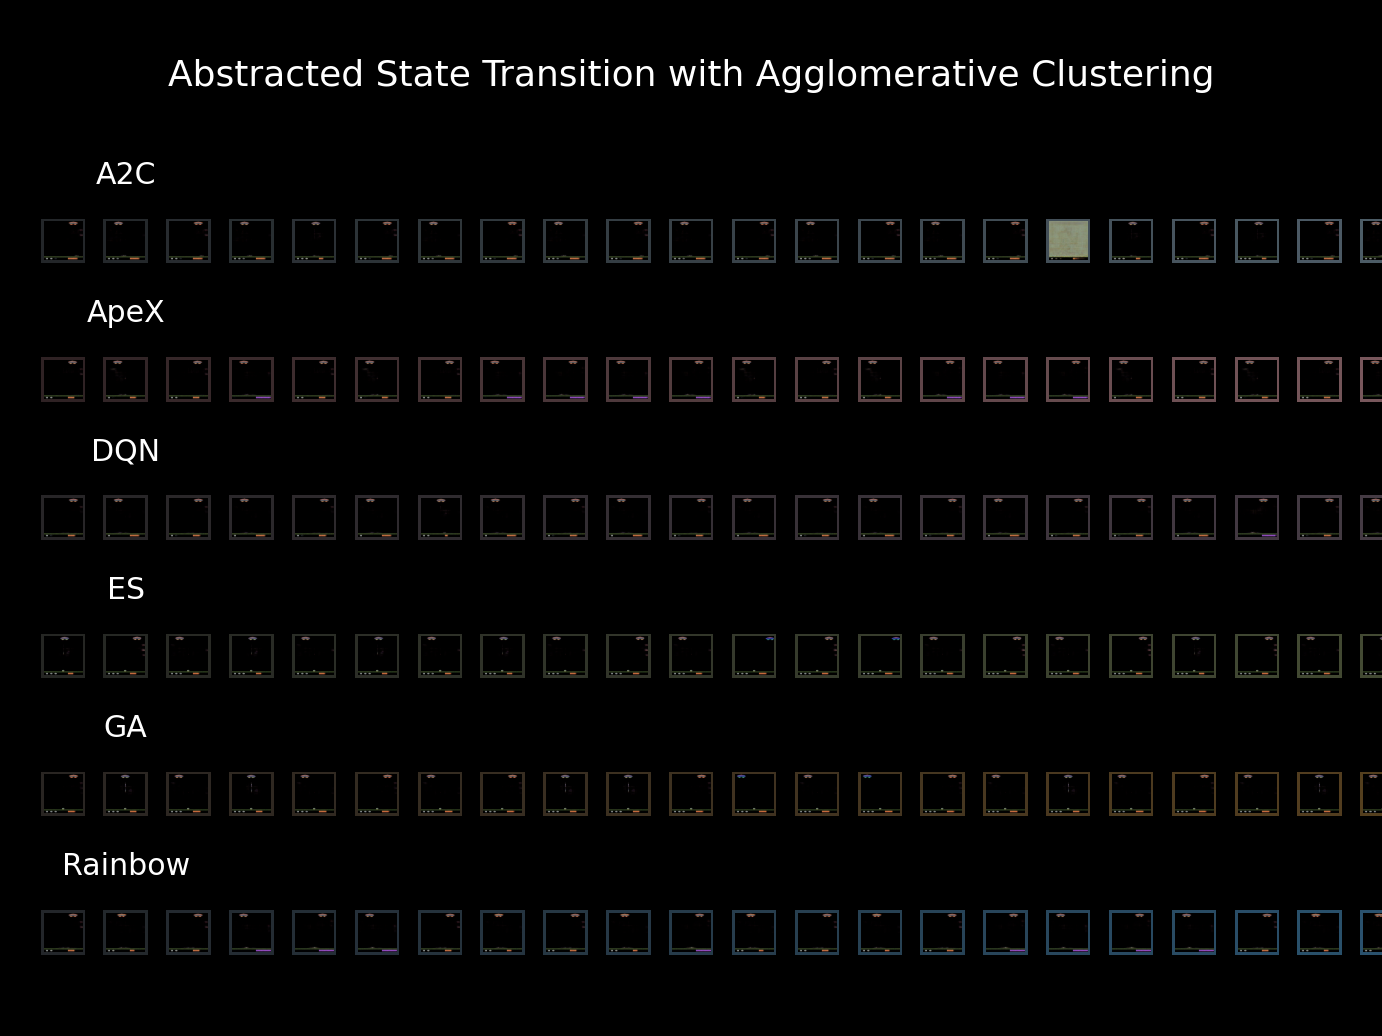 Abstracted State Transition with Agglomerative Clustering
A2C
ApeX
DQN
ES
GA
Rainbow